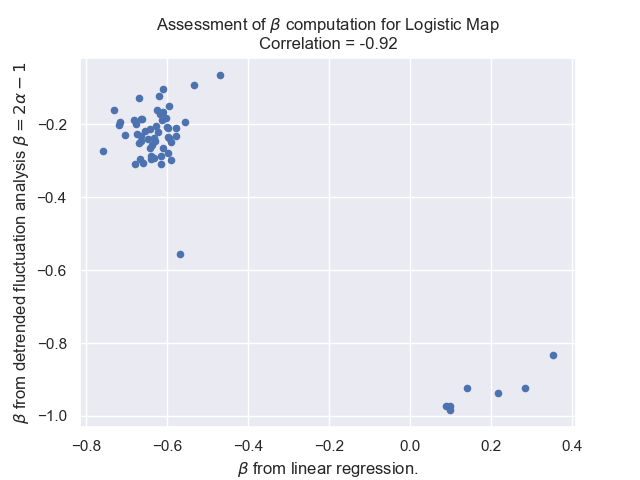 Assessment of β computation for Logistic Map
Correlation = -0.92
β from detrended fluctuation analysis β = 2α − 1
−0.2
−0.4
−0.6
−0.8
−1.0
−0.8 −0.6 −0.4 −0.2 0.0 0.2 0.4
β from linear regression.